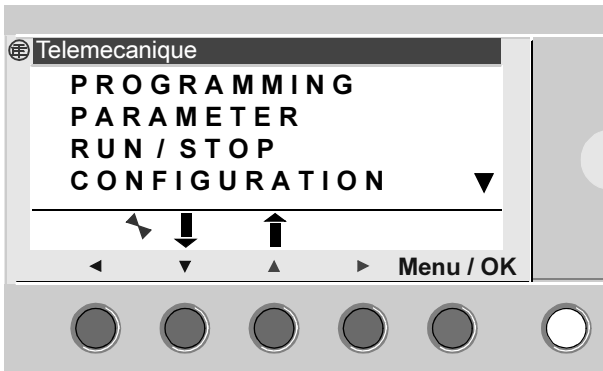 Telemecanique
PROGRAMMING
PARAMETER
RUN / STOP
CONFIGURATION
Menu / OK